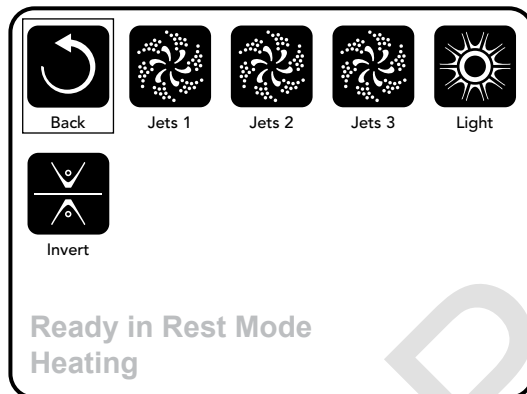 Back
Jets 1
Jets 2
Jets 3
Light
Invert
Ready in Rest Mode
Heating